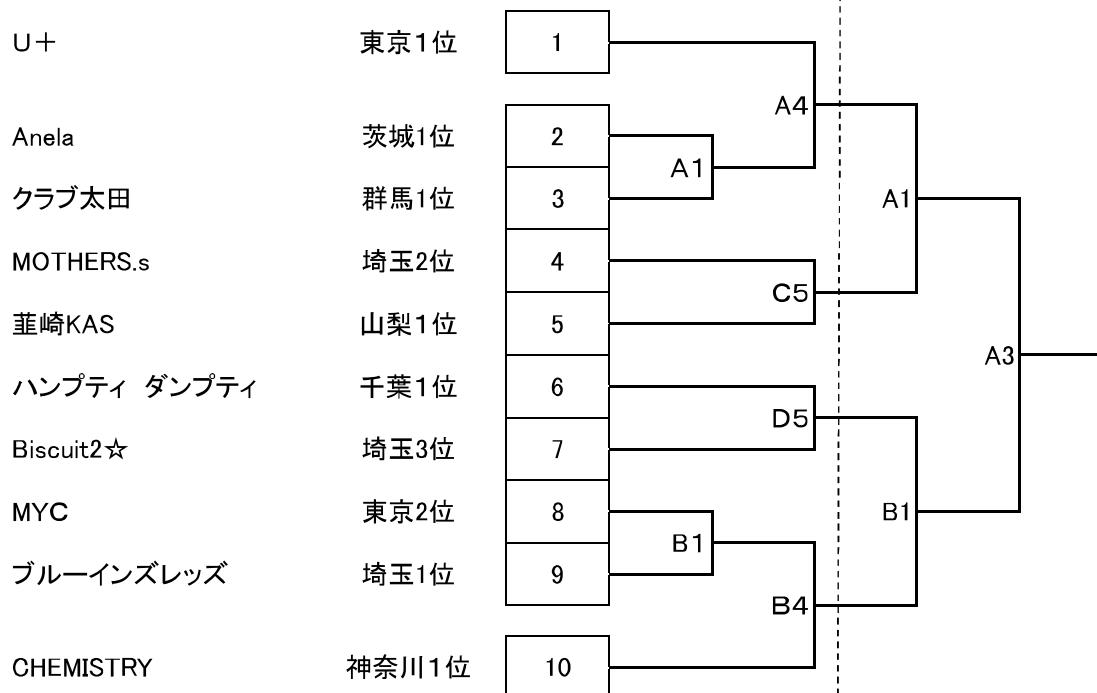 U＋ 東京１位 1
A4
Anela 茨城1位 2
A1
クラブ太田 群馬1位 3
A1
MOTHERS.s 埼玉2位 4
C5
韮崎KAS 山梨１位 5
A3
ハンプティ ダンプティ 千葉１位 6
D5
Biscuit2☆ 埼玉3位 7
MYC 東京2位 8
B1
B1
ブルーインズレッズ 埼玉1位 9
B4
CHEMISTRY 神奈川１位 10